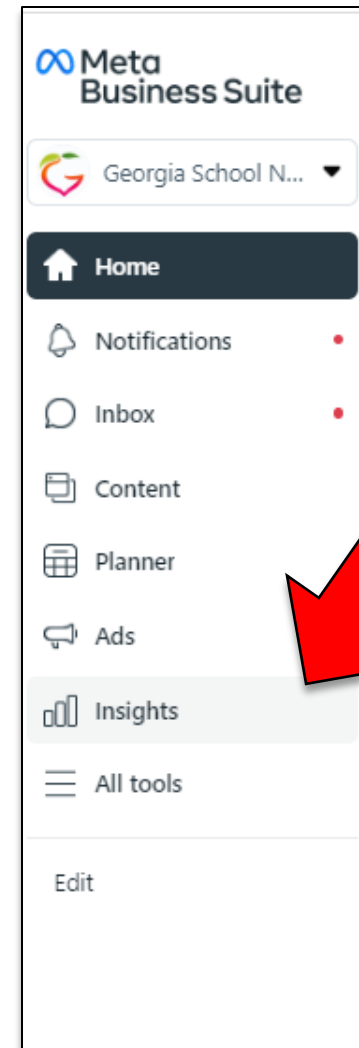 Meta
Business Suite
Georgia School N...
Home
Notifications
Inbox
Content
Planner
Ads
Insights
All tools
Edit